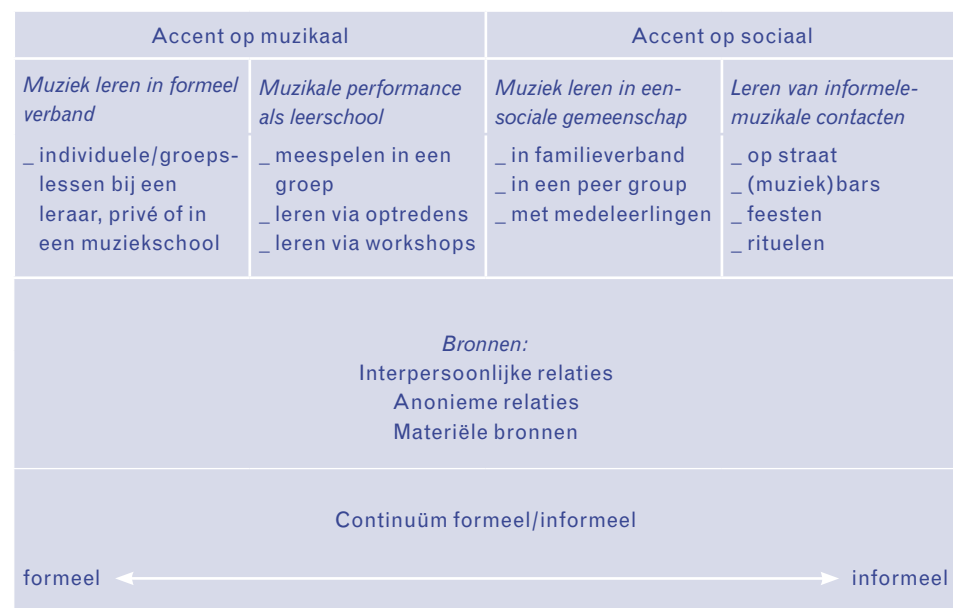 Accent op muzikaal
Accent op sociaal
Muziek leren in formeel
verband
_ individuele/groeps-
lessen bij een
leraar, privé of in
een muziekschool
Muzikale performance
als leerschool
_ meespelen in een
groep
_ leren via optredens
_ leren via workshops
Muziek leren in een-
sociale gemeenschap
_ in familieverband
_ in een peer group
_ met medeleerlingen
Leren van informele-
muzikale contacten
_ op straat
_ (muziek)bars
_ feesten
_ rituelen
Bronnen:
Interpersoonlijke relaties
Anonieme relaties
Materiële bronnen
Continuüm formeel/informeel
formeel
informeel